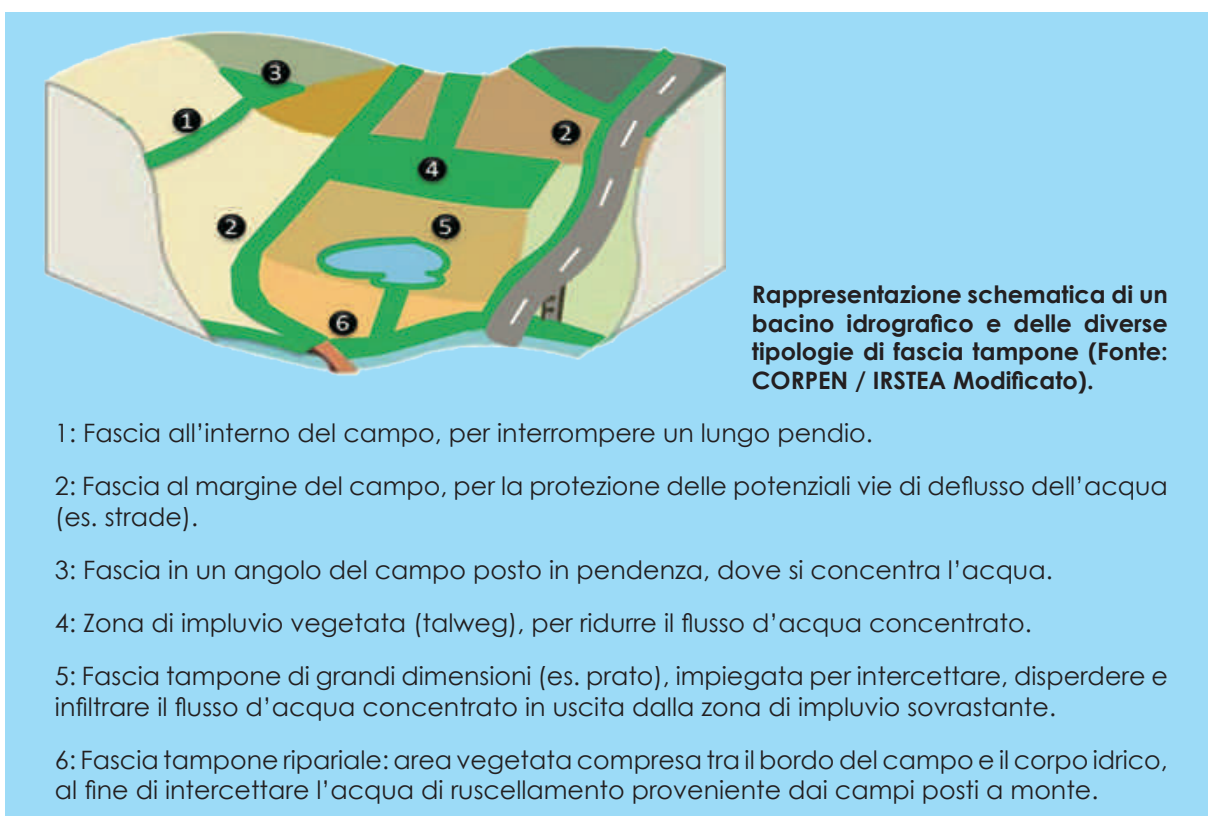 3
1
2
4
2
5
6
Rappresentazione schematica di un
bacino idrografico e delle diverse
tipologie di fascia tampone (Fonte:
CORPEN / IRSTEA Modificato).
1: Fascia all’interno del campo, per interrompere un lungo pendio.
2: Fascia al margine del campo, per la protezione delle potenziali vie di deflusso dell’acqua
(es. strade).
3: Fascia in un angolo del campo posto in pendenza, dove si concentra l’acqua.
4: Zona di impluvio vegetata (talweg), per ridurre il flusso d’acqua concentrato.
5: Fascia tampone di grandi dimensioni (es. prato), impiegata per intercettare, disperdere e
infiltrare il flusso d’acqua concentrato in uscita dalla zona di impluvio sovrastante.
6: Fascia tampone ripariale: area vegetata compresa tra il bordo del campo e il corpo idrico,
al fine di intercettare l’acqua di ruscellamento proveniente dai campi posti a monte.